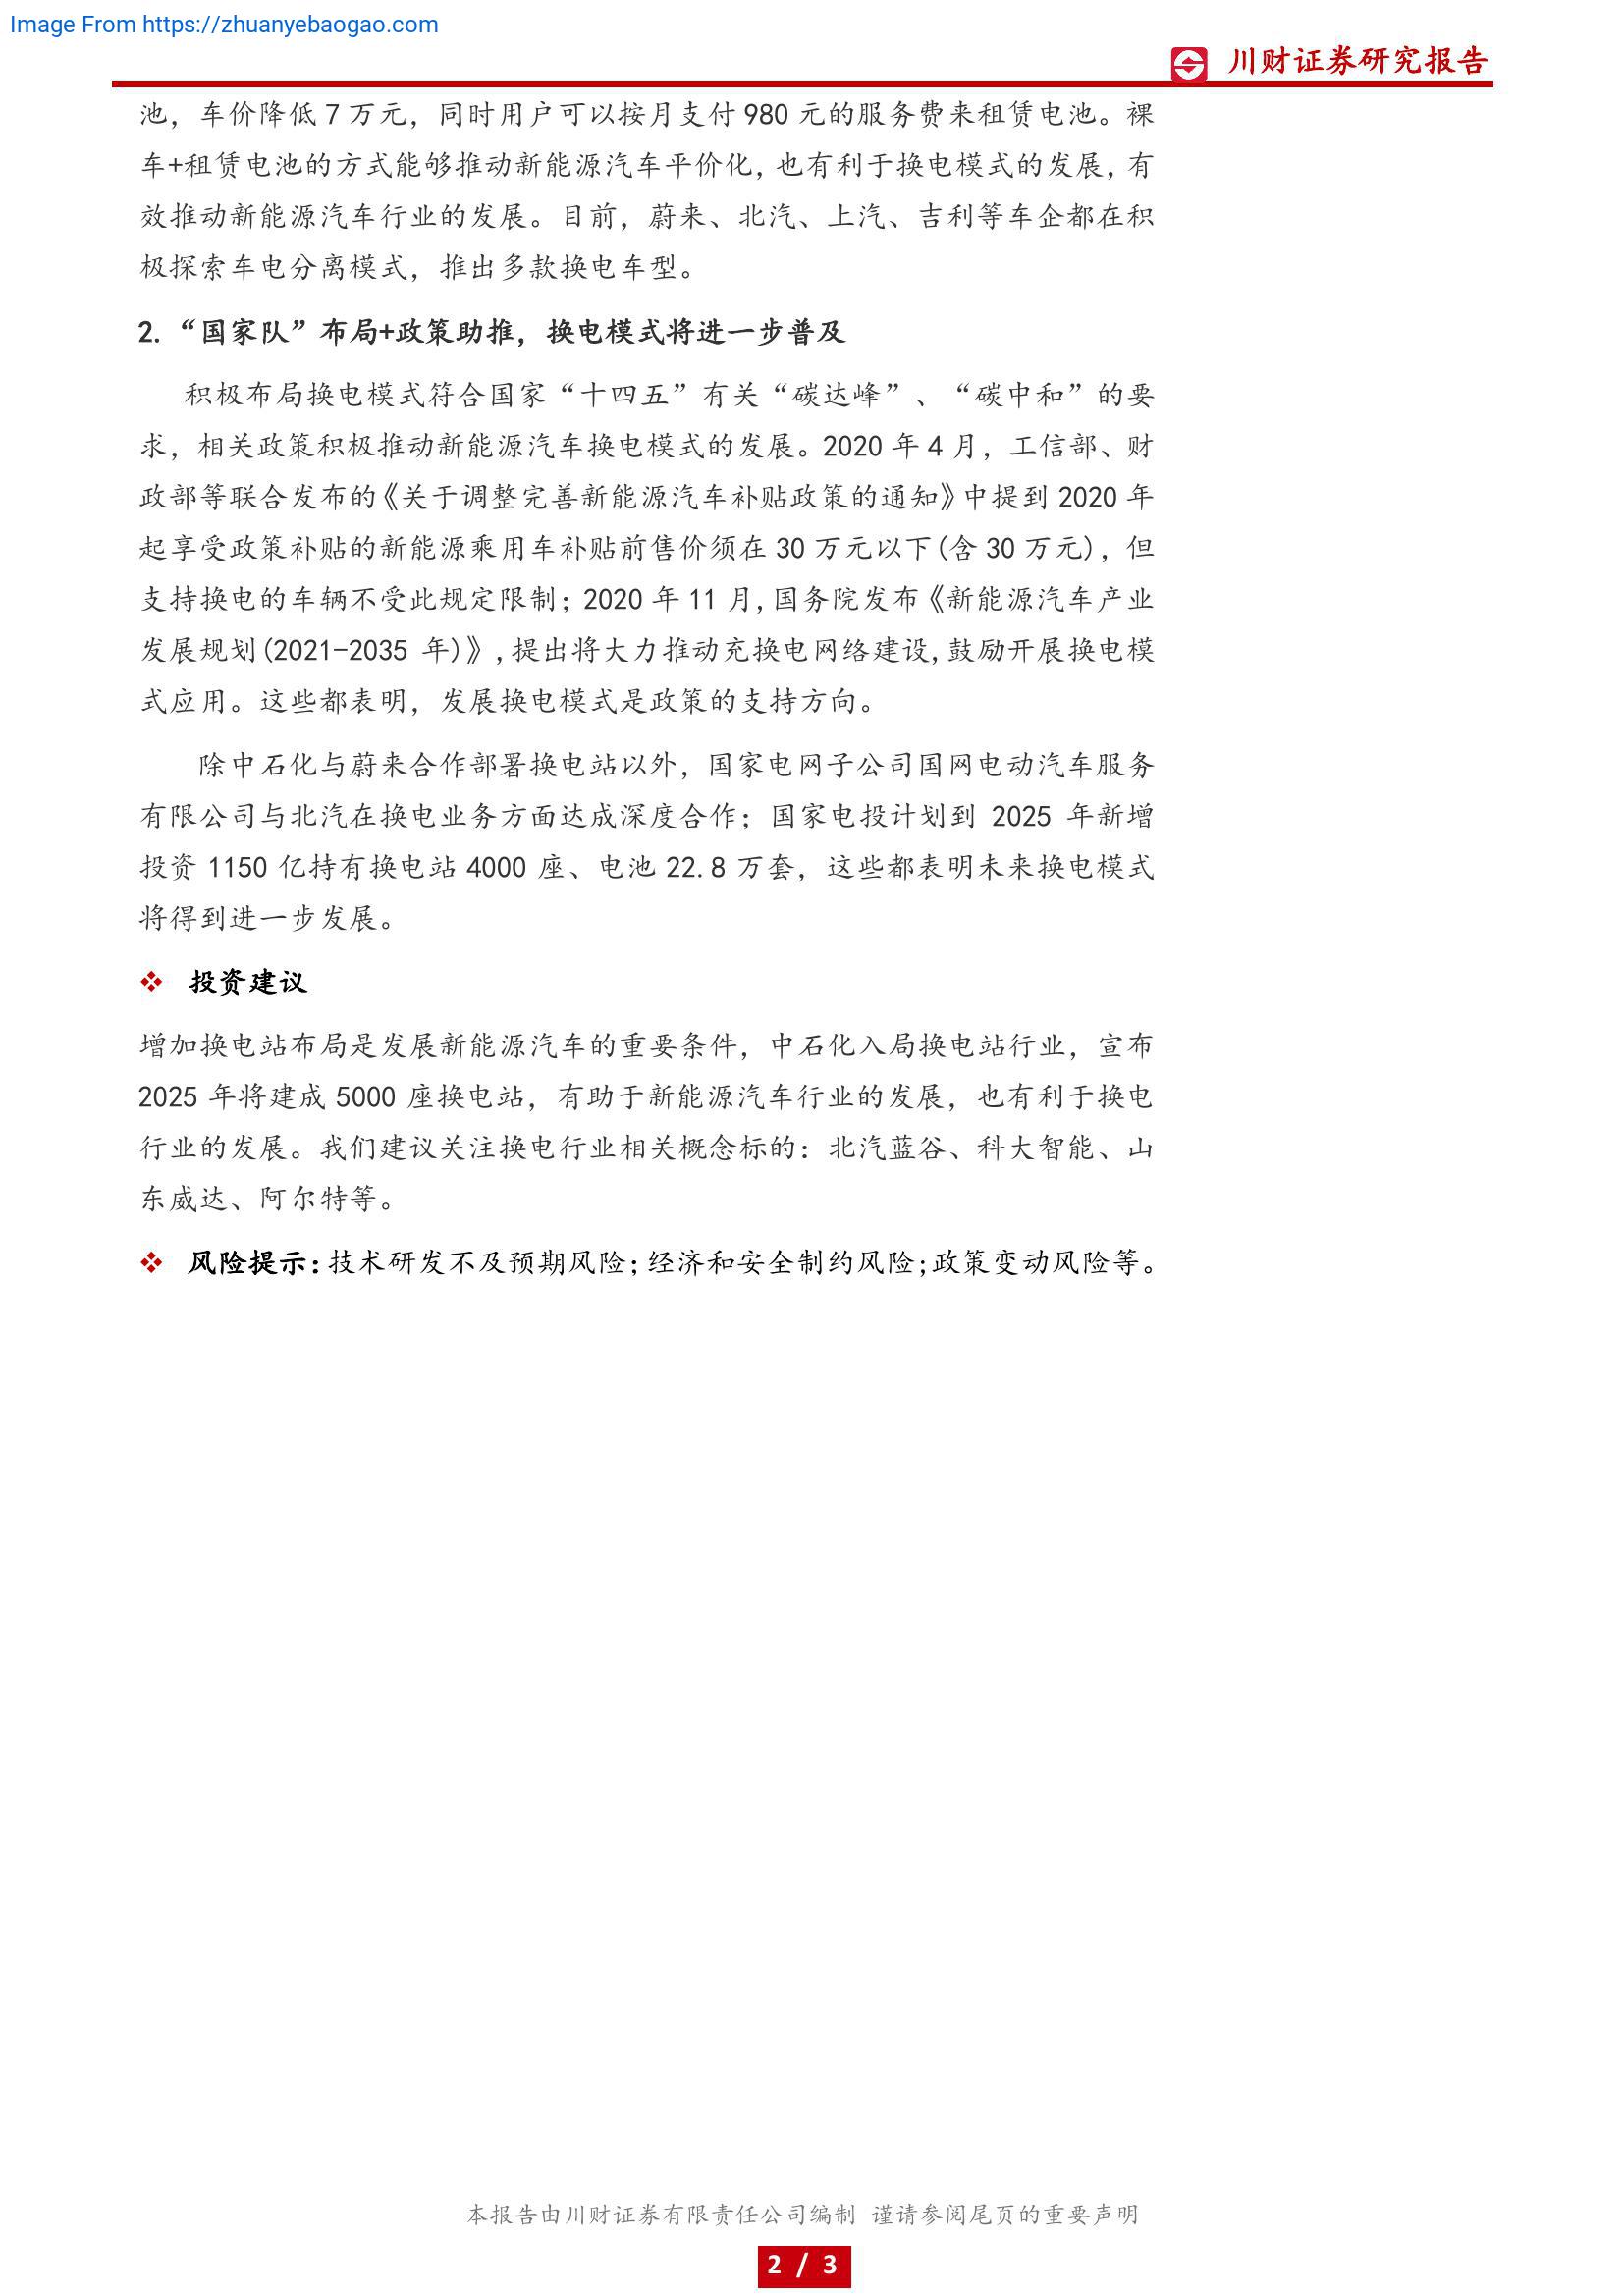 Image From https://zhuanyebaogao.com
川财证券研究报告
池，车价降低 7 万元，同时用户可以按月支付 980 元的服务费来租赁电池。裸
车+租赁电池的方式能够推动新能源汽车平价化,也有利于换电模式的发展,有
效推动新能源汽车行业的发展。目前，蔚来、北汽、上汽、吉利等车企都在积
极探索车电分离模式，推出多款换电车型。
2. “国家队”布局+政策助推，换电模式将进一步普及
积极布局换电模式符合国家“十四五”有关“碳达峰”、“碳中和”的要
求，相关政策积极推动新能源汽车换电模式的发展。2020 年 4 月，工信部、财
政部等联合发布的《关于调整完善新能源汽车补贴政策的通知》中提到 2020 年
起享受政策补贴的新能源乘用车补贴前售价须在 30 万元以下(含 30 万元)，但
支持换电的车辆不受此规定限制；2020 年 11 月,国务院发布《新能源汽车产业
发展规划(2021-2035 年)》,提出将大力推动充换电网络建设,鼓励开展换电模
式应用。这些都表明，发展换电模式是政策的支持方向。
除中石化与蔚来合作部署换电站以外，国家电网子公司国网电动汽车服务
有限公司与北汽在换电业务方面达成深度合作；国家电投计划到 2025 年新增
投资 1150 亿持有换电站 4000 座、电池 22.8 万套，这些都表明未来换电模式
将得到进一步发展。
❖ 投资建议
增加换电站布局是发展新能源汽车的重要条件，中石化入局换电站行业，宣布
2025 年将建成 5000 座换电站，有助于新能源汽车行业的发展，也有利于换电
行业的发展。我们建议关注换电行业相关概念标的：北汽蓝谷、科大智能、山
东威达、阿尔特等。
❖ 风险提示：技术研发不及预期风险；经济和安全制约风险；政策变动风险等。
本报告由川财证券有限责任公司编制 谨请参阅尾页的重要声明
2 / 3